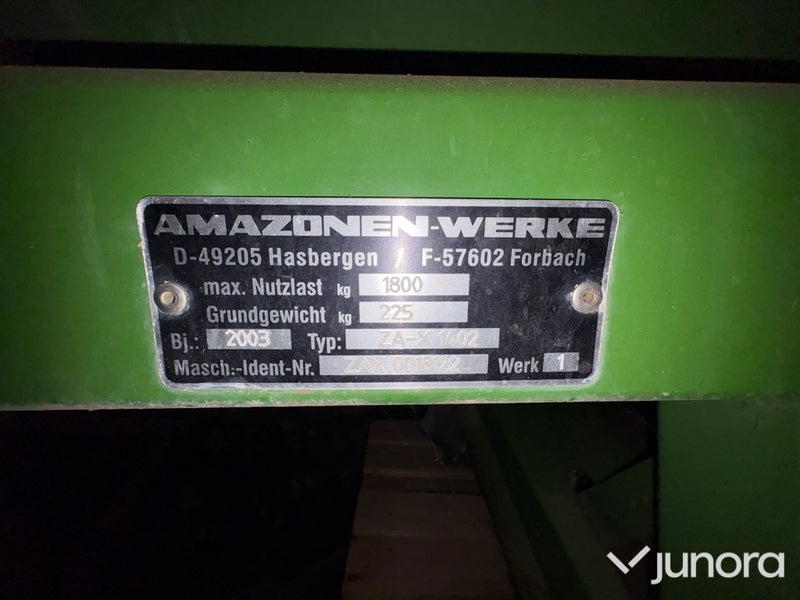 AMAZONEN-WERKE
D-49205 Hasbergen / F-57602 Forbach
max. Nutzlast kg 1800
Grundgewicht kg 225
Bj.: 2003 Typ: ZA-X 1402
Masch.-Ident-Nr. Werk 1
junora